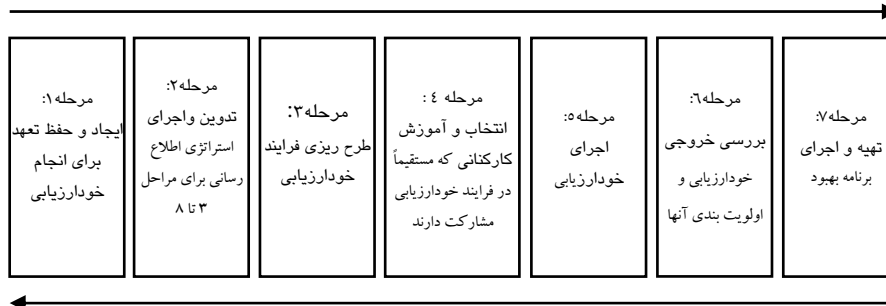 مرحله۱:
ایجاد و حفظ تعهد
برای انجام
خودارزیابی
مرحله۲:
تدوین واجرای
استراتژی اطلاع
رسانی برای مراحل
۳ تا ۸
مرحله۳:
طرح ریزی فرایند
خودارزیابی
مرحله ٤ :
انتخاب و آموزش
کارکنانی که مستقیماً
در فرایند خودارزیابی
مشارکت دارند
مرحله٥:
اجرای
خودارزیابی
مرحله٦:
بررسی خروجی
خودارزیابی و
اولویت بندی آنها
مرحله۷:
تهیه و اجرای
برنامه بهبود